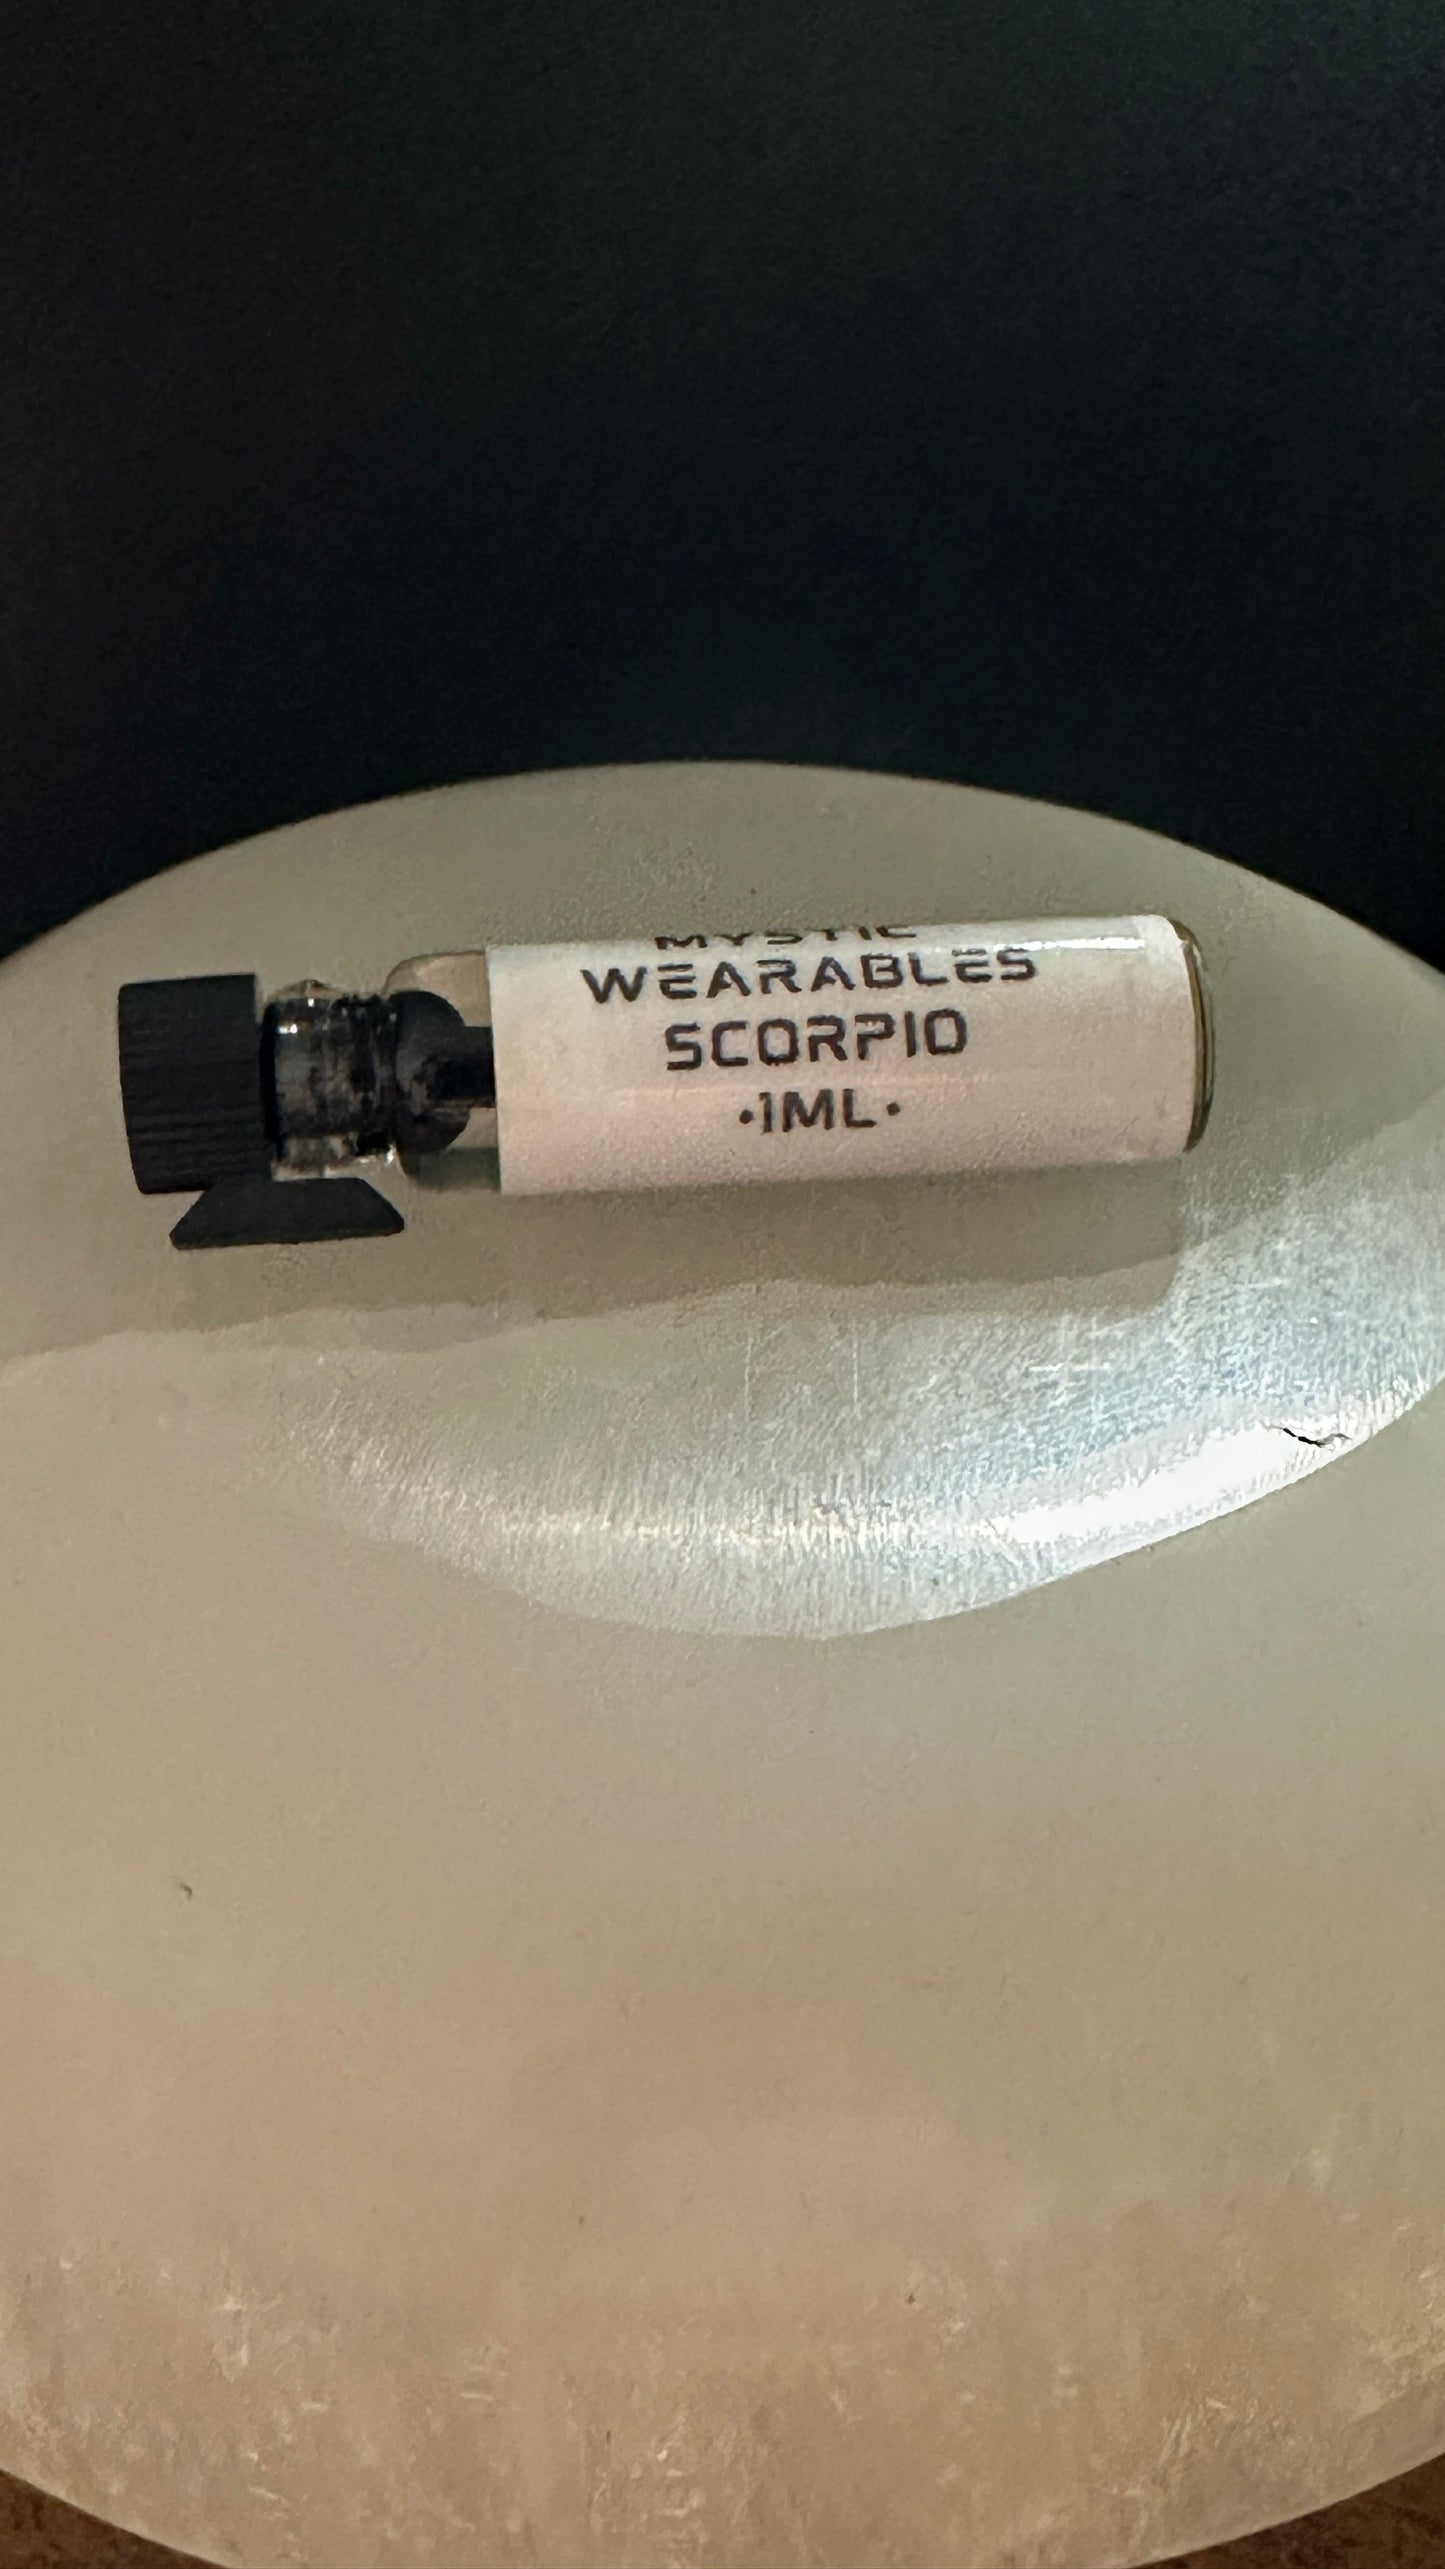 MYSTIC
WEARABLES
SCORPIO
•1ML•